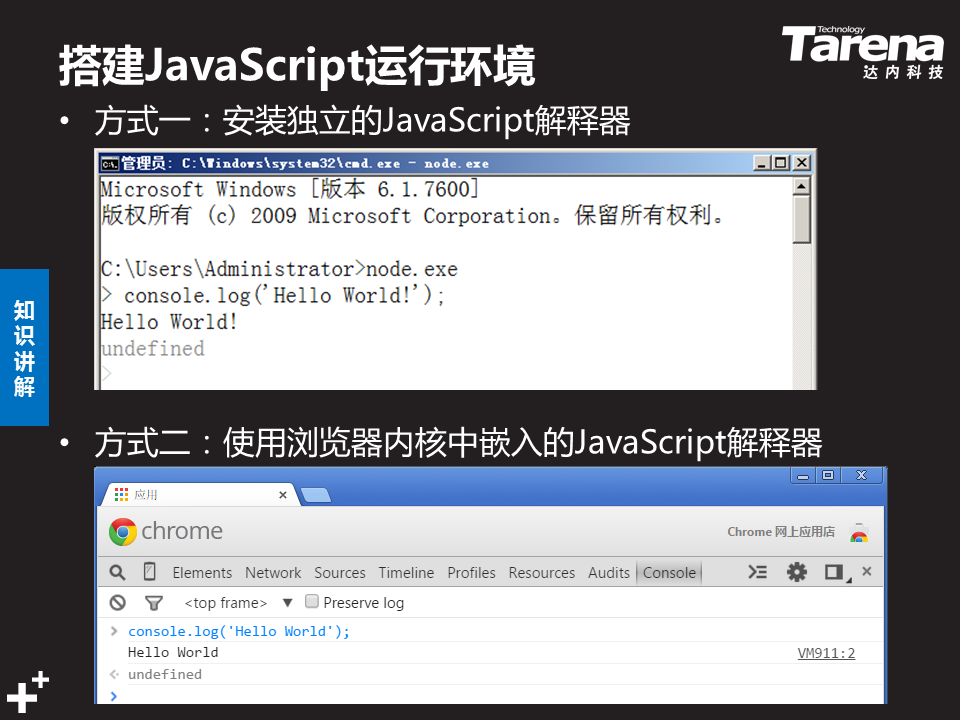 搭建JavaScript运行环境
Technology
Tarena
达内科技
• 方式一：安装独立的JavaScript解释器
管理员: C:\Windows\system32\cmd.exe - node.exe
Microsoft Windows [版本 6.1.7600]
版权所有 (c) 2009 Microsoft Corporation。保留所有权利。
C:\Users\Administrator>node.exe
> console.log('Hello World!');
Hello World!
undefined
>
知识讲解
• 方式二：使用浏览器内核中嵌入的JavaScript解释器
应用
chrome
Chrome 网上应用店
Elements Network Sources Timeline Profiles Resources Audits Console
<top frame> ▼ Preserve log
> console.log('Hello World');
Hello World VM911:2
undefined
>